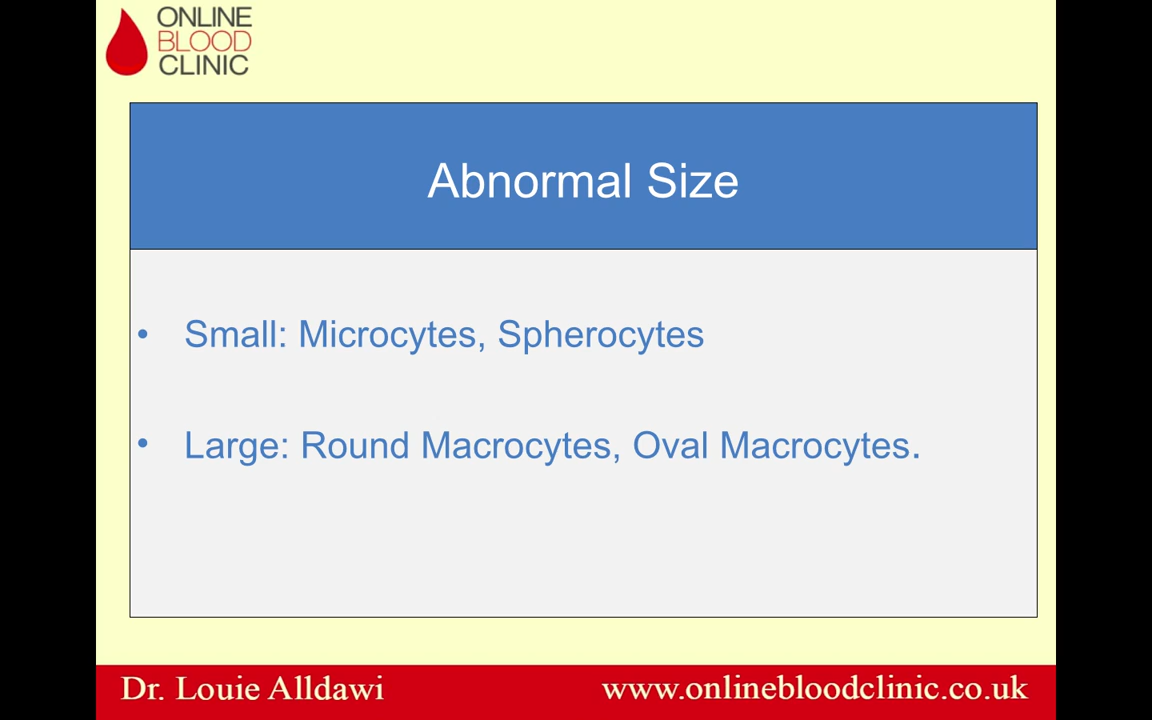 ONLINE
BLOOD
CLINIC
Abnormal Size
• Small: Microcytes, Spherocytes
• Large: Round Macrocytes, Oval Macrocytes.
Dr. Louie Alldawi
www.onlinebloodclinic.co.uk